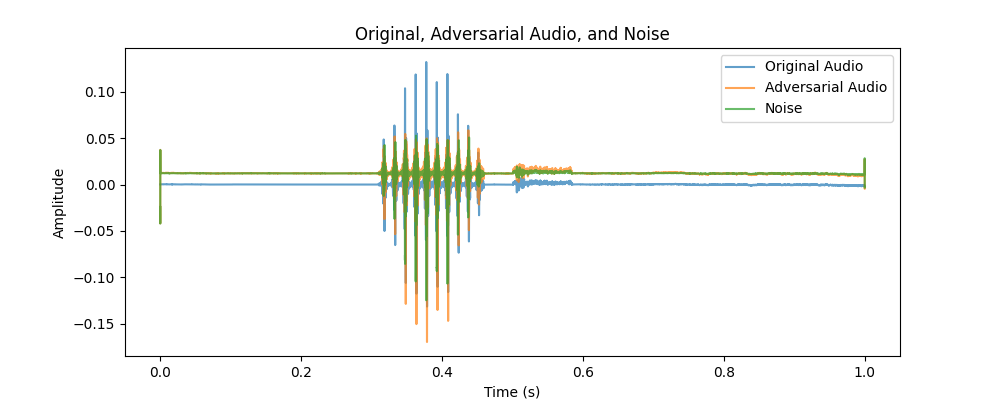 Original, Adversarial Audio, and Noise
Original Audio
Adversarial Audio
Noise
Amplitude
0.10
0.05
0.00
−0.05
−0.10
−0.15
0.0 0.2 0.4 0.6 0.8 1.0
Time (s)